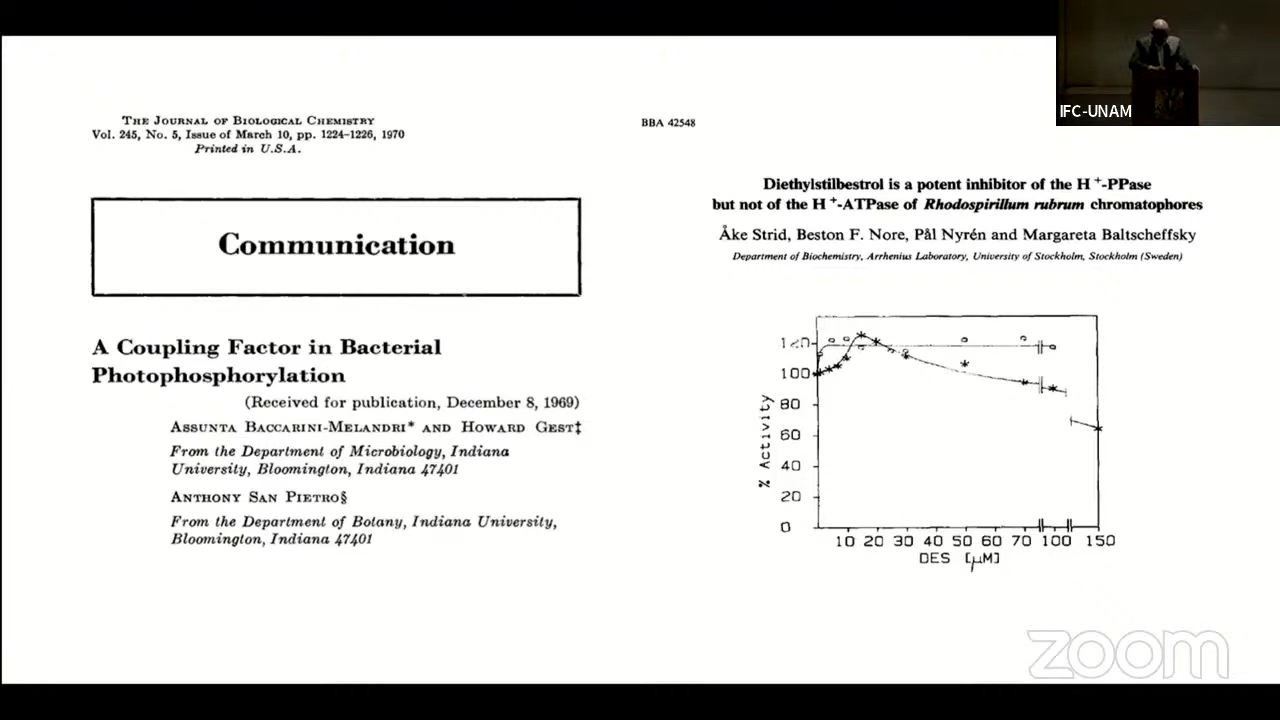 THE JOURNAL OF BIOLOGICAL CHEMISTRY
Vol. 245, No. 5, Issue of March 10, pp. 1224-1226, 1970
Printed in U.S.A.
Communication
A Coupling Factor in Bacterial
Photophosphorylation
(Received for publication, December 8, 1969)
ASSUNTA BACCARINI-MELANDRI* AND HOWARD GEST‡
From the Department of Microbiology, Indiana
University, Bloomington, Indiana 47401
ANTHONY SAN PIETRO§
From the Department of Botany, Indiana University,
Bloomington, Indiana 47401
BBA 42548
Diethylstilbestrol is a potent inhibitor of the H⁺-PPase
but not of the H⁺-ATPase of Rhodospirillum rubrum chromatophores
Åke Strid, Beston F. Nore, Pål Nyrén and Margareta Baltscheffsky
Department of Biochemistry, Arrhenius Laboratory, University of Stockholm, Stockholm (Sweden)
% Activity
120
100
80
60
40
20
0
10 20 30 40 50 60 70 100 150
DES [µM]
IFC-UNAM
zoom